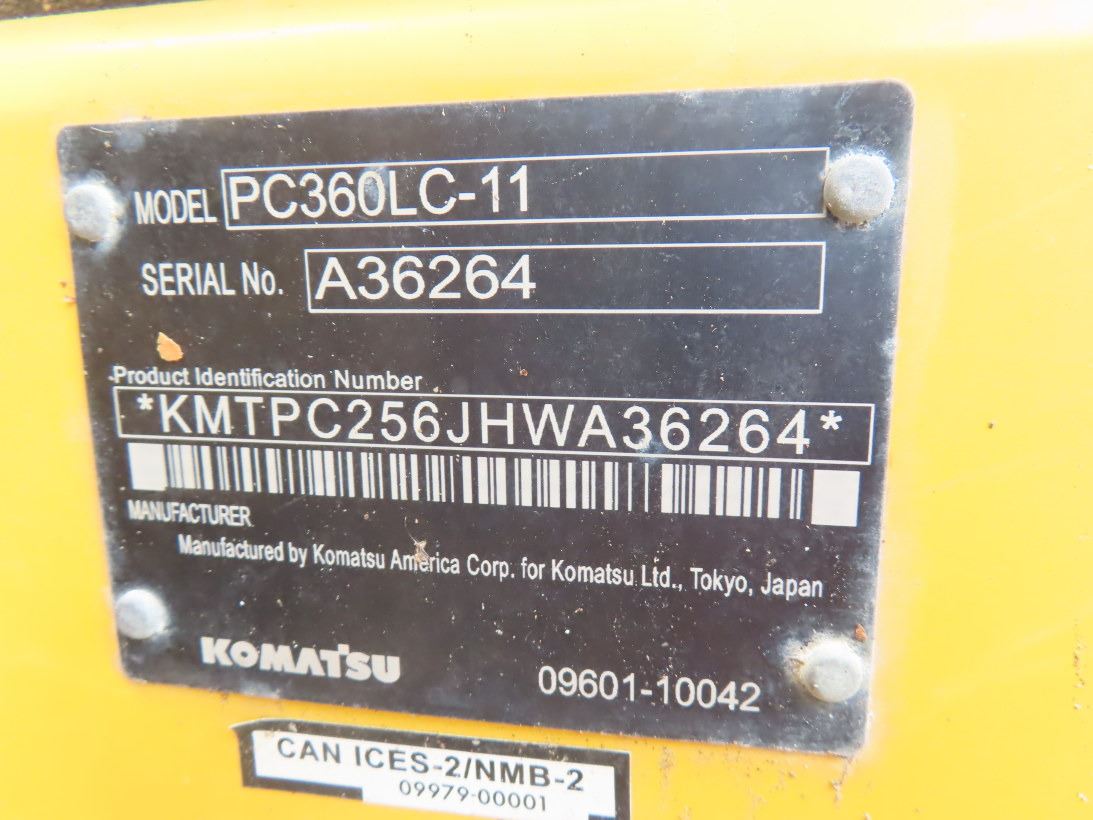 MODEL PC360LC-11
SERIAL No. A36264
Product Identification Number
*KMTPC256JHWA36264*
MANUFACTURER
Manufactured by Komatsu America Corp. for Komatsu Ltd., Tokyo, Japan
KOMATSU 09601-10042
CAN ICES-2/NMB-2
09979-00001